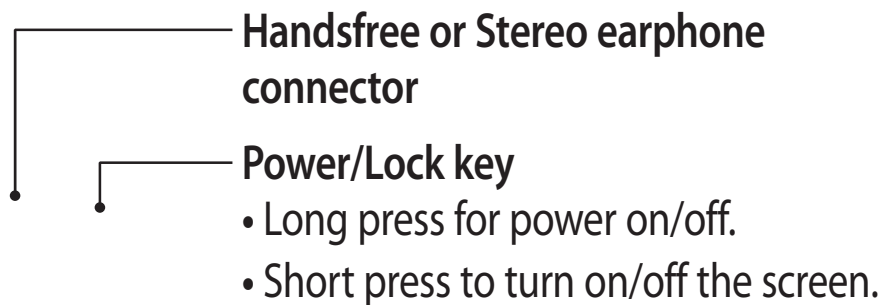 Handsfree or Stereo earphone
connector
Power/Lock key
• Long press for power on/off.
• Short press to turn on/off the screen.